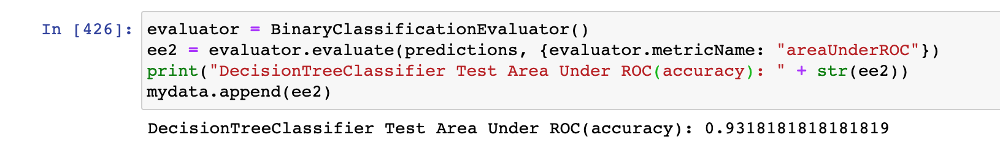 In [426]: evaluator = BinaryClassificationEvaluator()
ee2 = evaluator.evaluate(predictions, {evaluator.metricName: "areaUnderROC"})
print("DecisionTreeClassifier Test Area Under ROC(accuracy): " + str(ee2))
mydata.append(ee2)
DecisionTreeClassifier Test Area Under ROC(accuracy): 0.9318181818181819